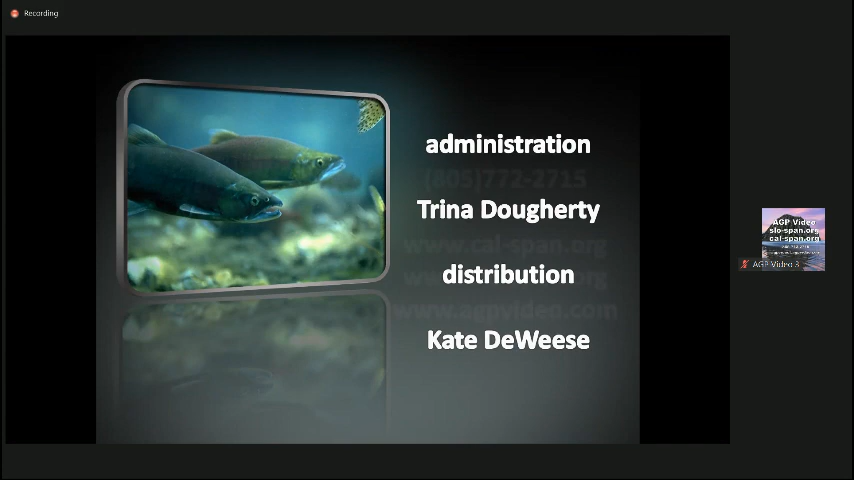 Recording
administration
(805)772-2715
Trina Dougherty
www.cal-span.org
distribution
www.agpvideo.com
Kate DeWeese
AGP Video
slo-span.org
cal-span.org
AGP Video 3